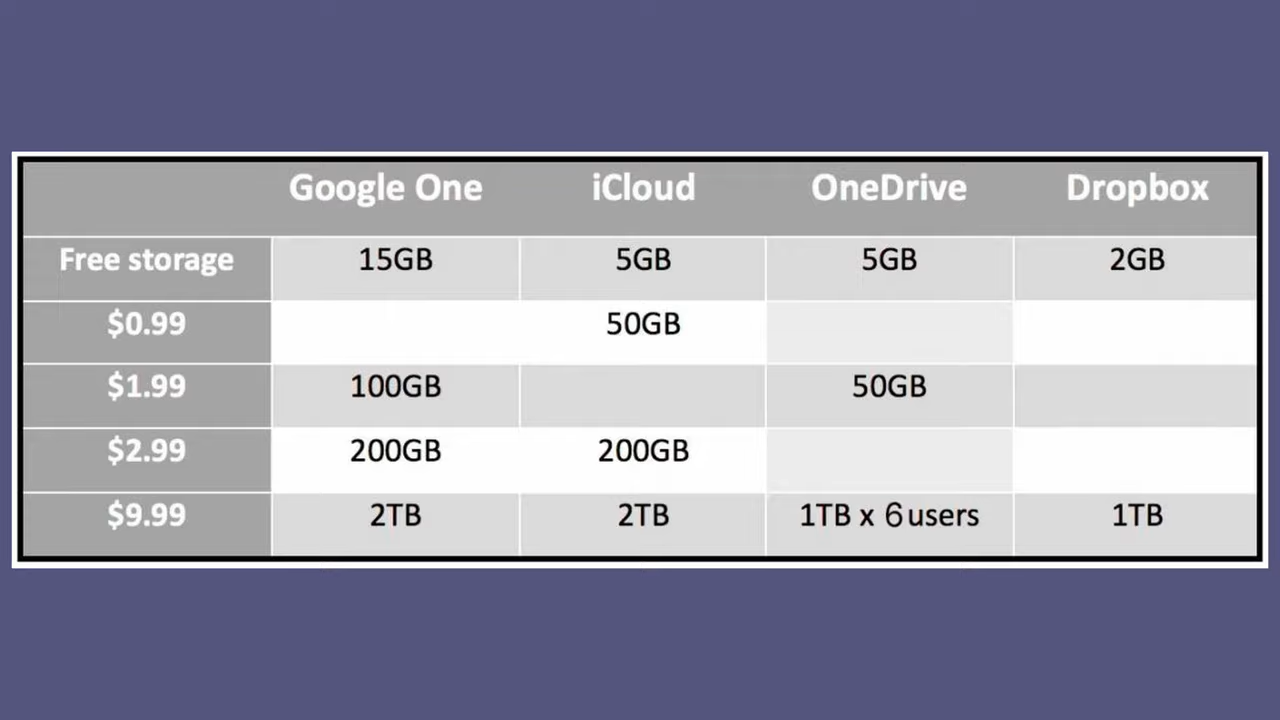 Google One iCloud OneDrive Dropbox
Free storage 15GB 5GB 5GB 2GB
$0.99 50GB
$1.99 100GB 50GB
$2.99 200GB 200GB
$9.99 2TB 2TB 1TB x 6 users 1TB